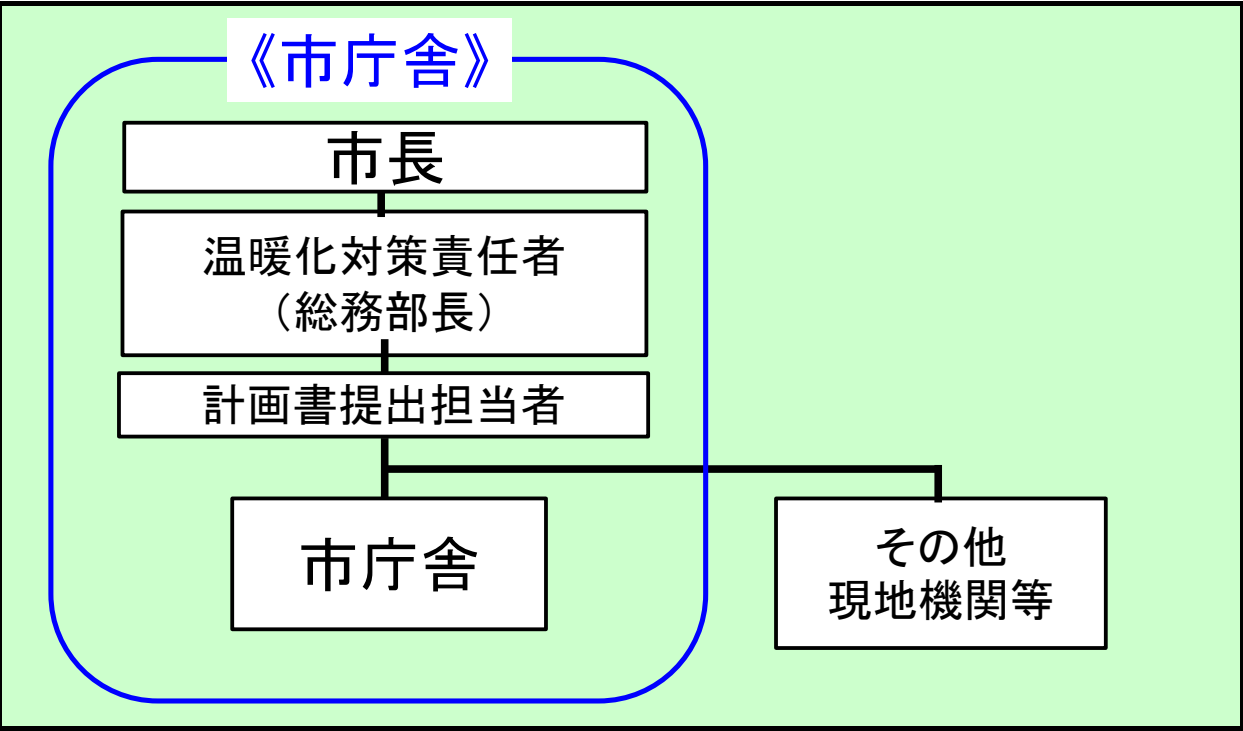 《市庁舎》
市長
温暖化対策責任者
（総務部長）
計画書提出担当者
市庁舎
その他
現地機関等